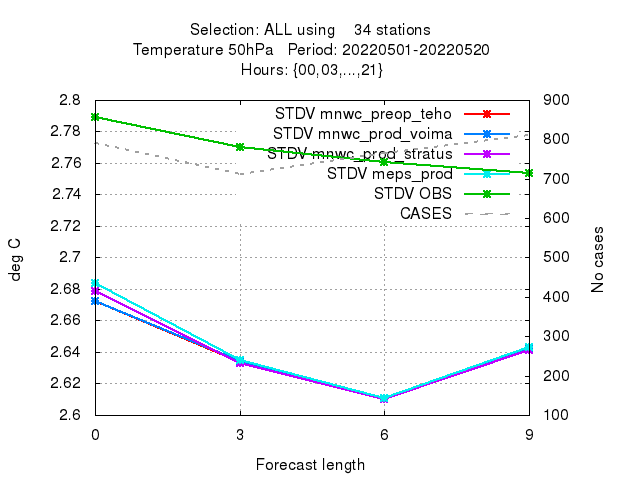 Selection: ALL using    34 stations
Temperature 50hPa   Period: 20220501-20220520
Hours: {00,03,...,21}
2.8
2.78
2.76
2.74
2.72
2.7
2.68
2.66
2.64
2.62
2.6
deg C
STDV mnwc_preop_teho
STDV mnwc_prod_voima
STDV mnwc_prod_stratus
STDV meps_prod
STDV OBS
CASES
900
800
700
600
500
400
300
200
100
No cases
0 3 6 9
Forecast length